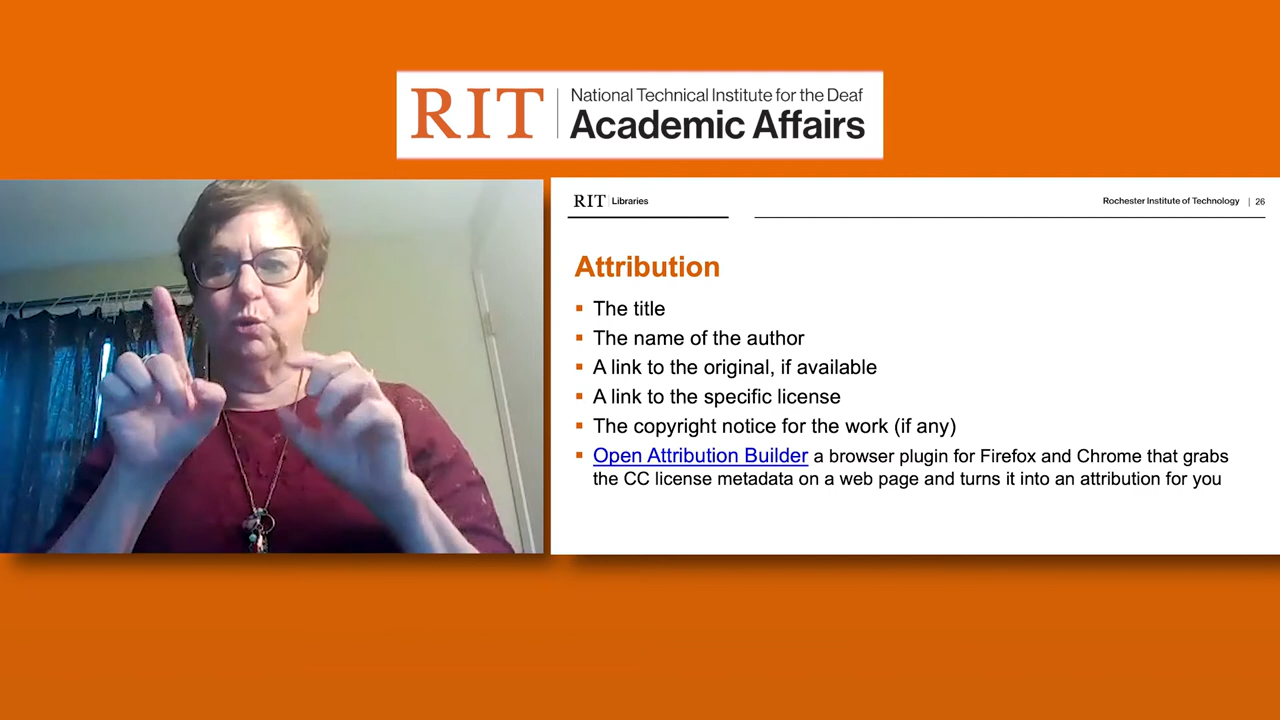 RIT National Technical Institute for the Deaf
Academic Affairs
RIT Libraries
Rochester Institute of Technology | 26
Attribution
▪ The title
▪ The name of the author
▪ A link to the original, if available
▪ A link to the specific license
▪ The copyright notice for the work (if any)
▪ Open Attribution Builder a browser plugin for Firefox and Chrome that grabs
the CC license metadata on a web page and turns it into an attribution for you